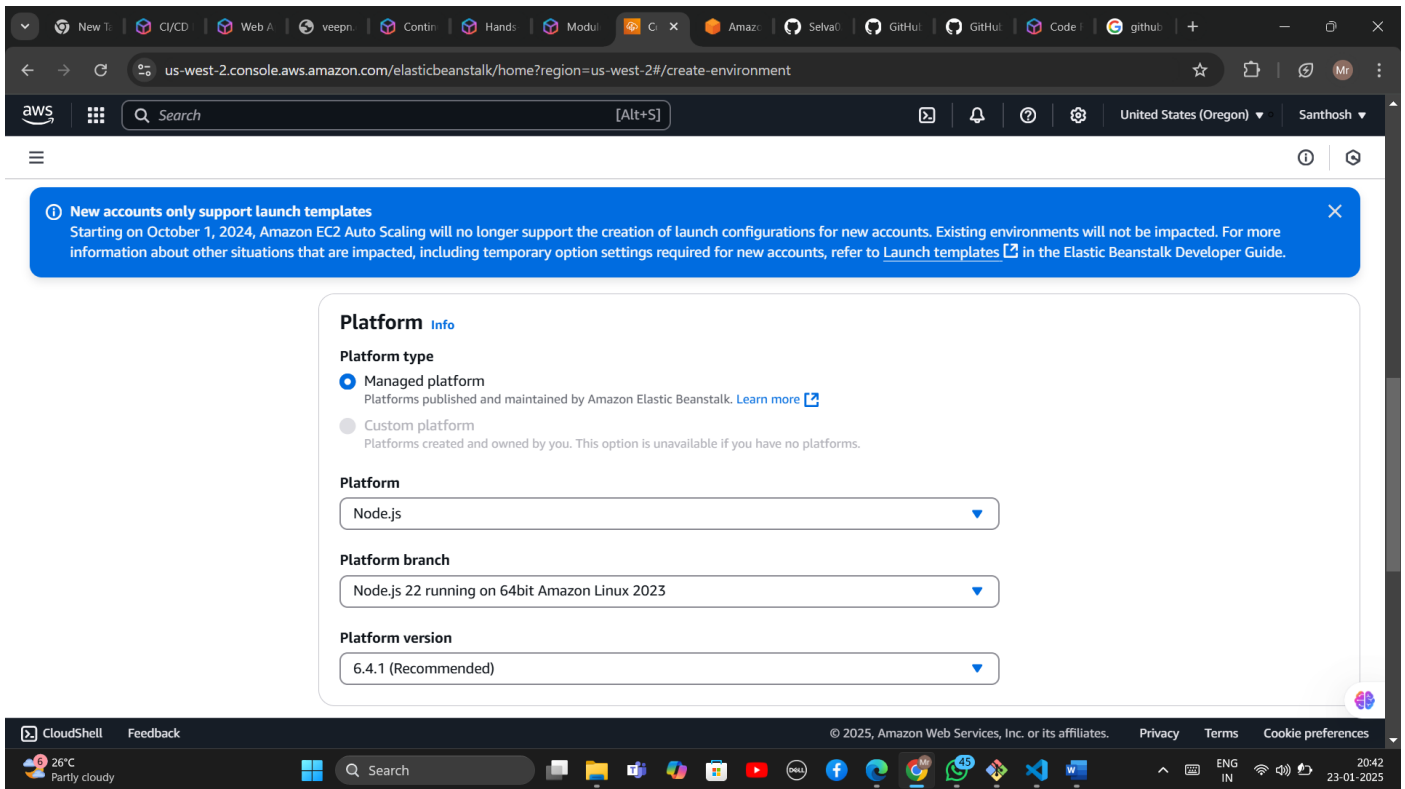 New Ta
CI/CD
Web A
veepn.
Contin
Hands
Modul
Cr
Amazo
Selva0
GitHub
GitHub
Code P
github
us-west-2.console.aws.amazon.com/elasticbeanstalk/home?region=us-west-2#/create-environment
Mr
aws
Search
[Alt+S]
United States (Oregon)
Santhosh
New accounts only support launch templates
Starting on October 1, 2024, Amazon EC2 Auto Scaling will no longer support the creation of launch configurations for new accounts. Existing environments will not be impacted. For more
information about other situations that are impacted, including temporary option settings required for new accounts, refer to Launch templates in the Elastic Beanstalk Developer Guide.
Platform Info
Platform type
Managed platform
Platforms published and maintained by Amazon Elastic Beanstalk. Learn more
Custom platform
Platforms created and owned by you. This option is unavailable if you have no platforms.
Platform
Node.js
Platform branch
Node.js 22 running on 64bit Amazon Linux 2023
Platform version
6.4.1 (Recommended)
CloudShell
Feedback
© 2025, Amazon Web Services, Inc. or its affiliates.
Privacy
Terms
Cookie preferences
6
26°C
Partly cloudy
Search
DELL
Mr
45
ENG
IN
20:42
23-01-2025